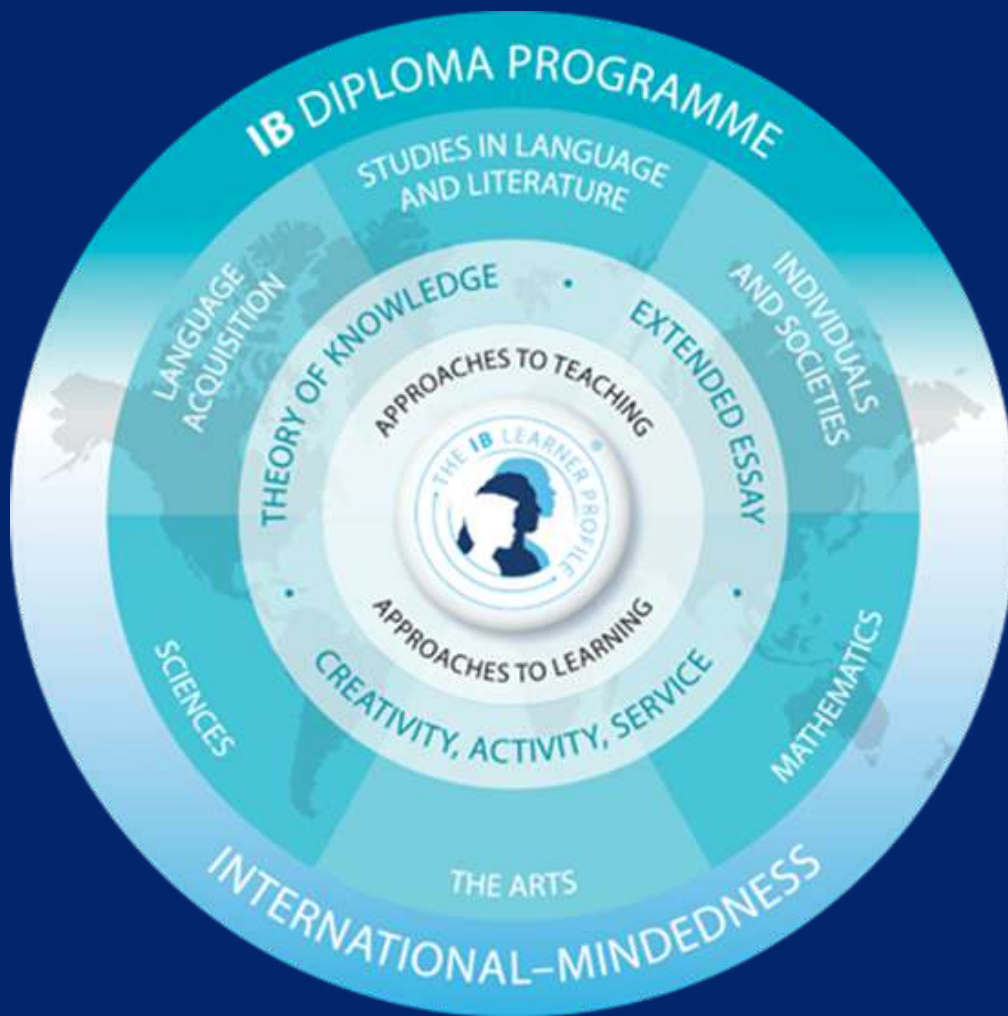 IB DIPLOMA PROGRAMME
STUDIES IN LANGUAGE
AND LITERATURE
LANGUAGE
ACQUISITION
INDIVIDUALS
AND SOCIETIES
THEORY OF KNOWLEDGE
•
EXTENDED ESSAY
APPROACHES TO TEACHING
THE IB LEARNER PROFILE®
APPROACHES TO LEARNING
•
CREATIVITY, ACTIVITY, SERVICE
•
SCIENCES
MATHEMATICS
THE ARTS
INTERNATIONAL–MINDEDNESS